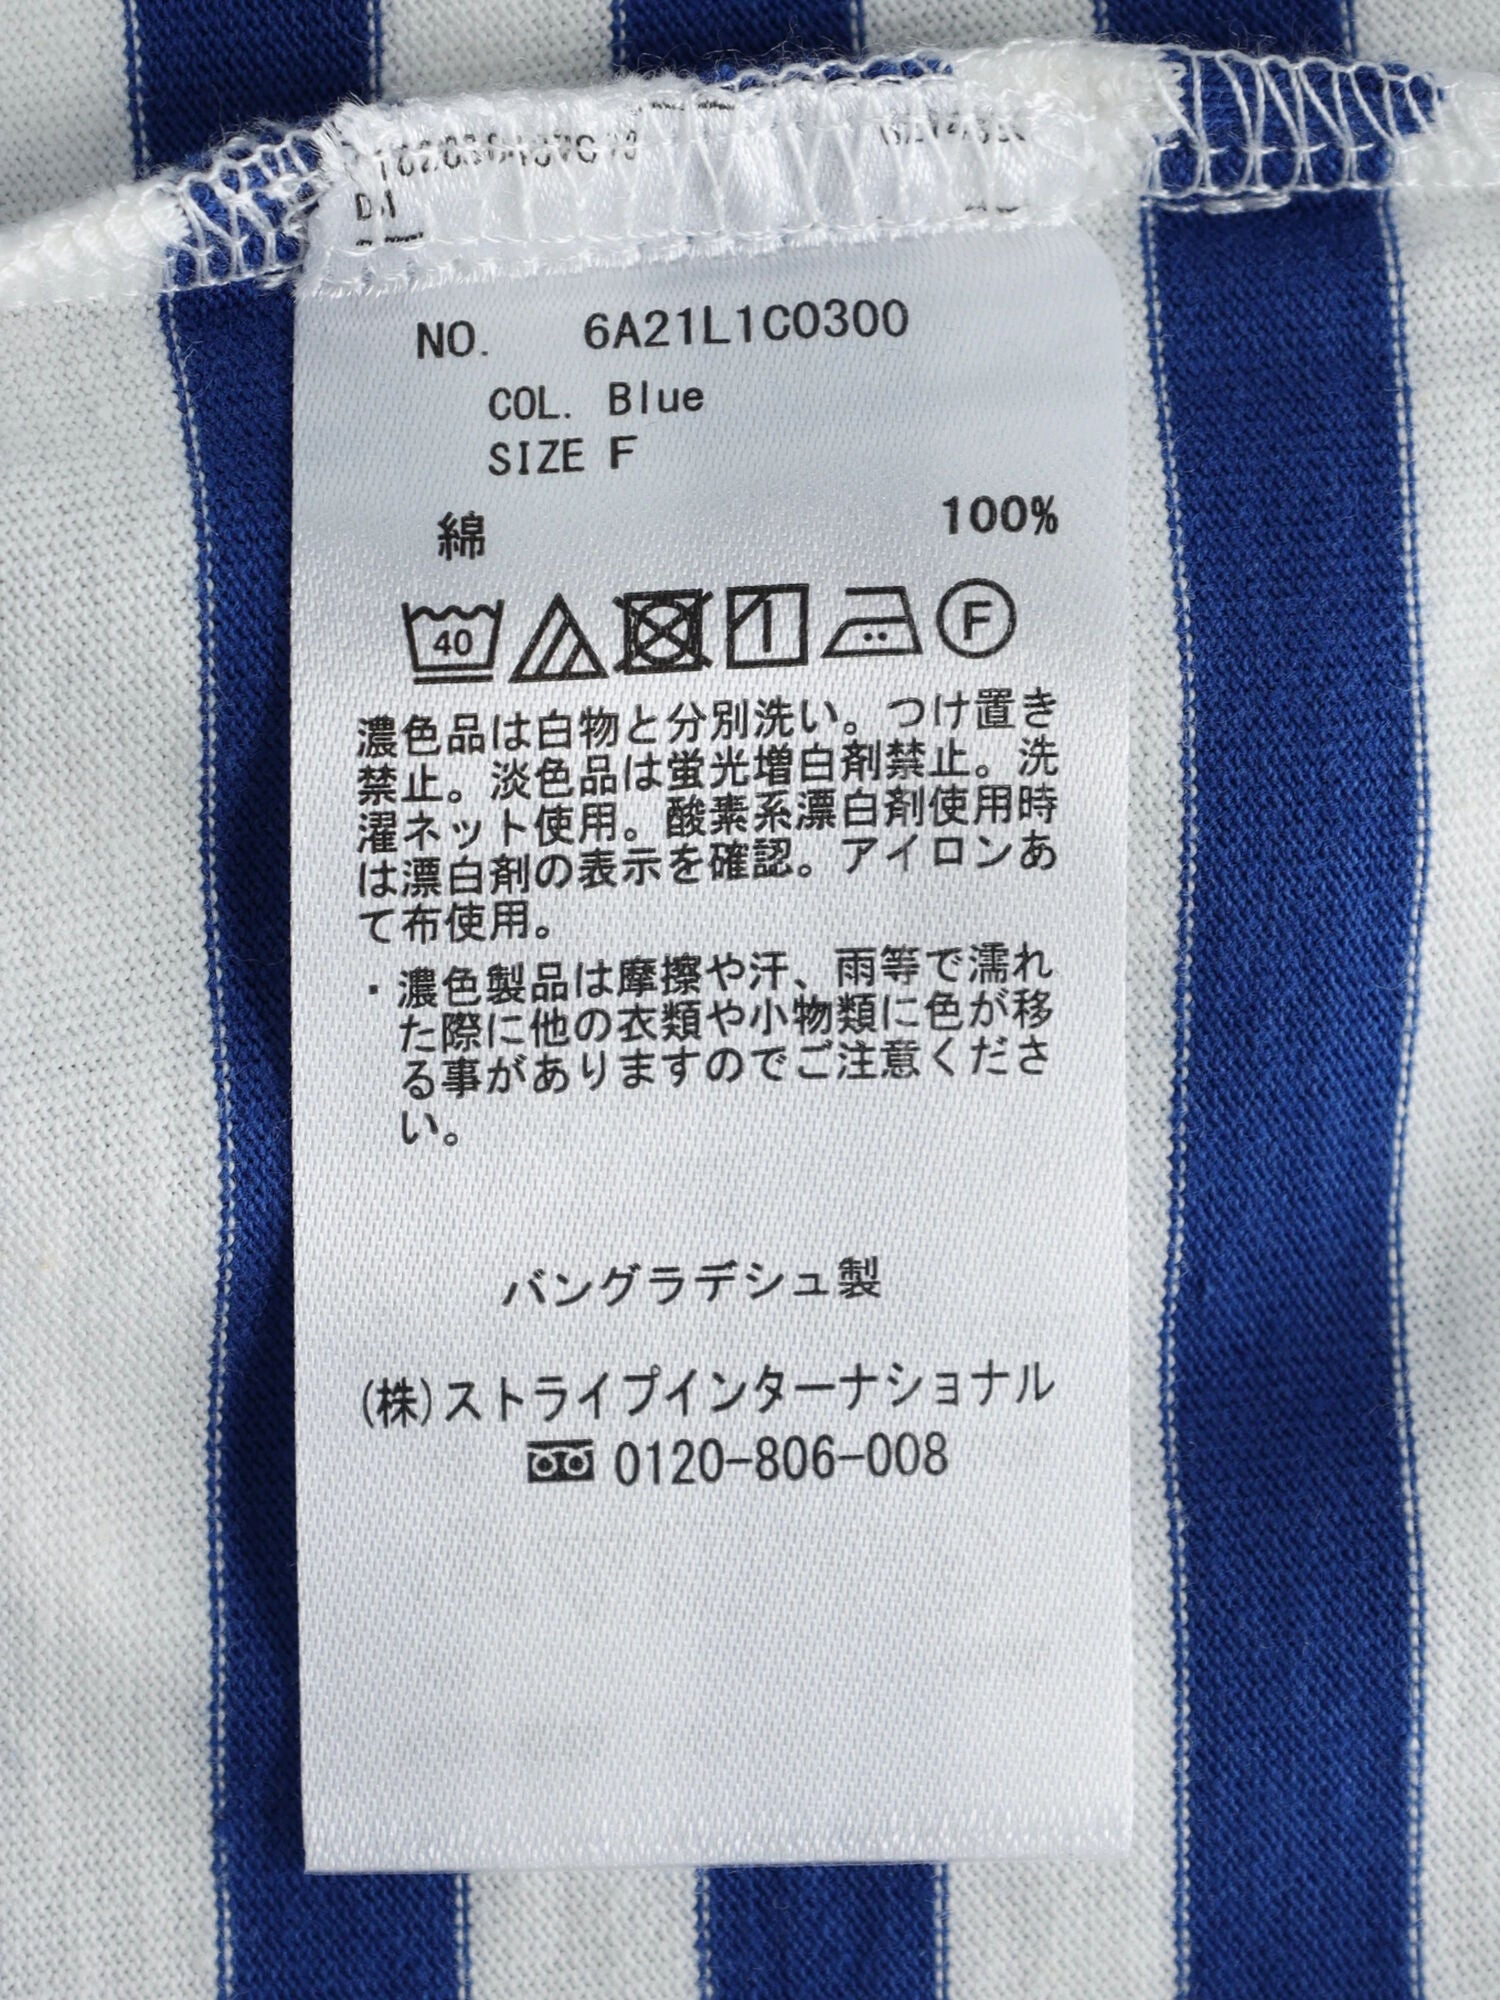 NO. 6A21L1C0300
COL. Blue
SIZE F
綿 100%
40
F
濃色品は白物と分別洗い。つけ置き
禁止。淡色品は蛍光増白剤禁止。洗
濯ネット使用。酸素系漂白剤使用時
は漂白剤の表示を確認。アイロンあ
て布使用。
・濃色製品は摩擦や汗、雨等で濡れ
た際に他の衣類や小物類に色が移
る事がありますのでご注意くださ
い。
バングラデシュ製
(株)ストライプインターナショナル
0120-806-008